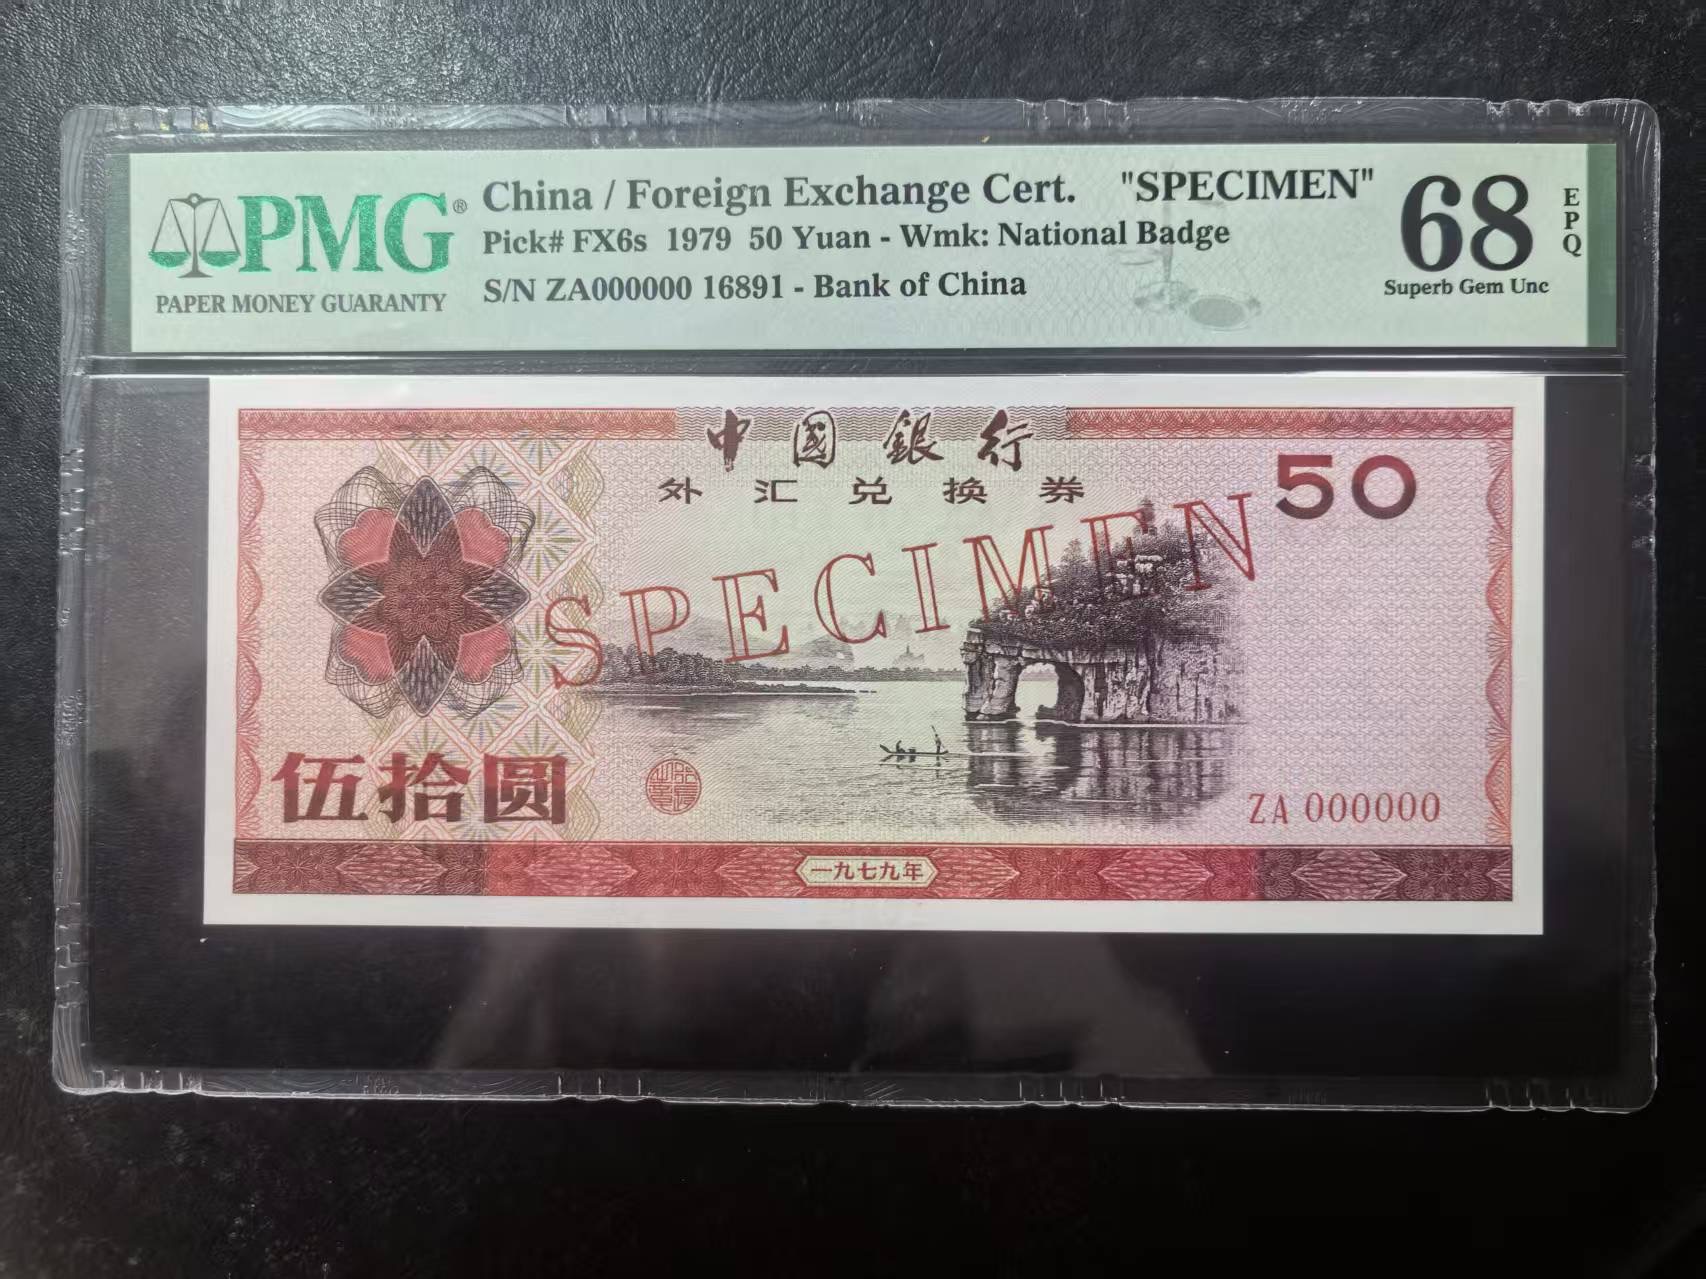 PMG®
PAPER MONEY GUARANTY
China / Foreign Exchange Cert. "SPECIMEN"
Pick# FX6s 1979 50 Yuan - Wmk: National Badge
S/N ZA000000 16891 - Bank of China
68
EPQ
Superb Gem Unc
中國銀行
外汇兑换券
50
SPECIMEN
伍拾圆
ZA 000000
一九七九年